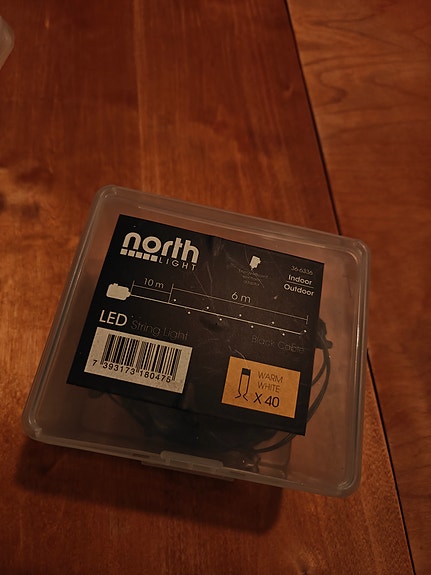 north
LIGHT
36-6336
Indoor
Outdoor
10 m
6 m
LED String Light
Black Cable
7 393173 180476
WARM
WHITE
X 40